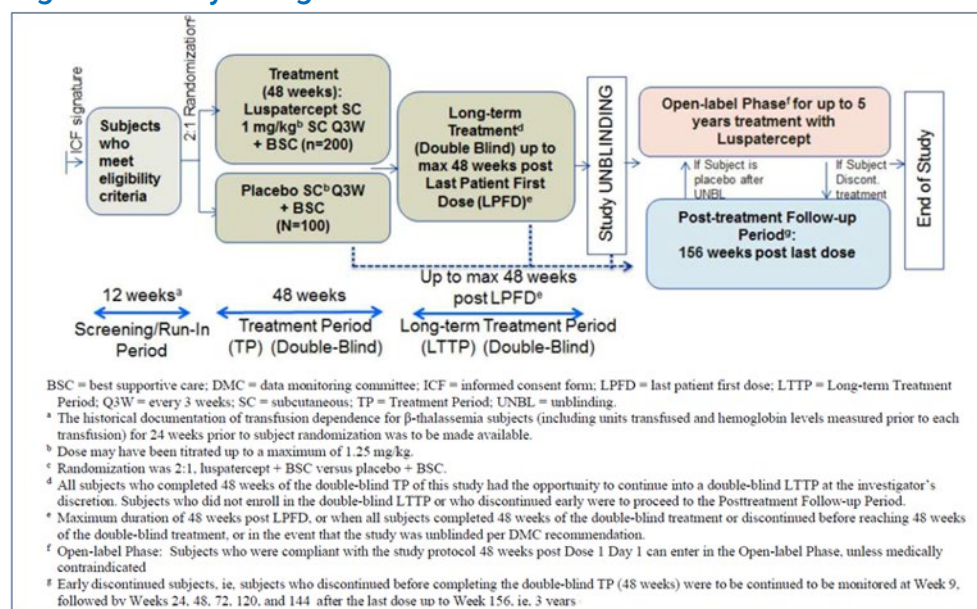 ICF signature
Subjects
who
meet
eligibility
criteria
2:1 Randomizationᶜ
Treatment
(48 weeks):
Luspatercept SC
1 mg/kgᵇ SC Q3W
+ BSC (n=200)
Placebo SCᵇ Q3W
+ BSC
(N=100)
Long-term
Treatmentᵈ
(Double Blind) up to
max 48 weeks post
Last Patient First
Dose (LPFD)ᵉ
Study UNBLINDING
Open-label Phaseᶠ for up to 5
years treatment with
Luspatercept
If Subject is
placebo after
UNBL
If Subject
Discont.
treatment
Post-treatment Follow-up
Periodᵍ:
156 weeks post last dose
End of Study
12 weeksᵃ
Screening/Run-In
Period
48 weeks
Treatment Period
(TP) (Double-Blind)
Up to max 48 weeks
post LPFDᵉ
Long-term Treatment Period
(LTTP) (Double-Blind)
BSC = best supportive care; DMC = data monitoring committee; ICF = informed consent form; LPFD = last patient first dose; LTTP = Long-term Treatment
Period; Q3W = every 3 weeks; SC = subcutaneous; TP = Treatment Period; UNBL = unblinding.
ᵃ The historical documentation of transfusion dependence for β-thalassemia subjects (including units transfused and hemoglobin levels measured prior to each
transfusion) for 24 weeks prior to subject randomization was to be made available.
ᵇ Dose may have been titrated up to a maximum of 1.25 mg/kg.
ᶜ Randomization was 2:1, luspatercept + BSC versus placebo + BSC.
ᵈ All subjects who completed 48 weeks of the double-blind TP of this study had the opportunity to continue into a double-blind LTTP at the investigator's
discretion. Subjects who did not enroll in the double-blind LTTP or who discontinued early were to proceed to the Posttreatment Follow-up Period.
ᵉ Maximum duration of 48 weeks post LPFD, or when all subjects completed 48 weeks of the double-blind treatment or discontinued before reaching 48 weeks
of the double-blind treatment, or in the event that the study was unblinded per DMC recommendation.
ᶠ Open-label Phase: Subjects who were compliant with the study protocol 48 weeks post Dose 1 Day 1 can enter in the Open-label Phase, unless medically
contraindicated
ᵍ Early discontinued subjects, ie, subjects who discontinued before completing the double-blind TP (48 weeks) were to be continued to be monitored at Week 9,
followed by Weeks 24, 48, 72, 120, and 144 after the last dose up to Week 156, ie, 3 years